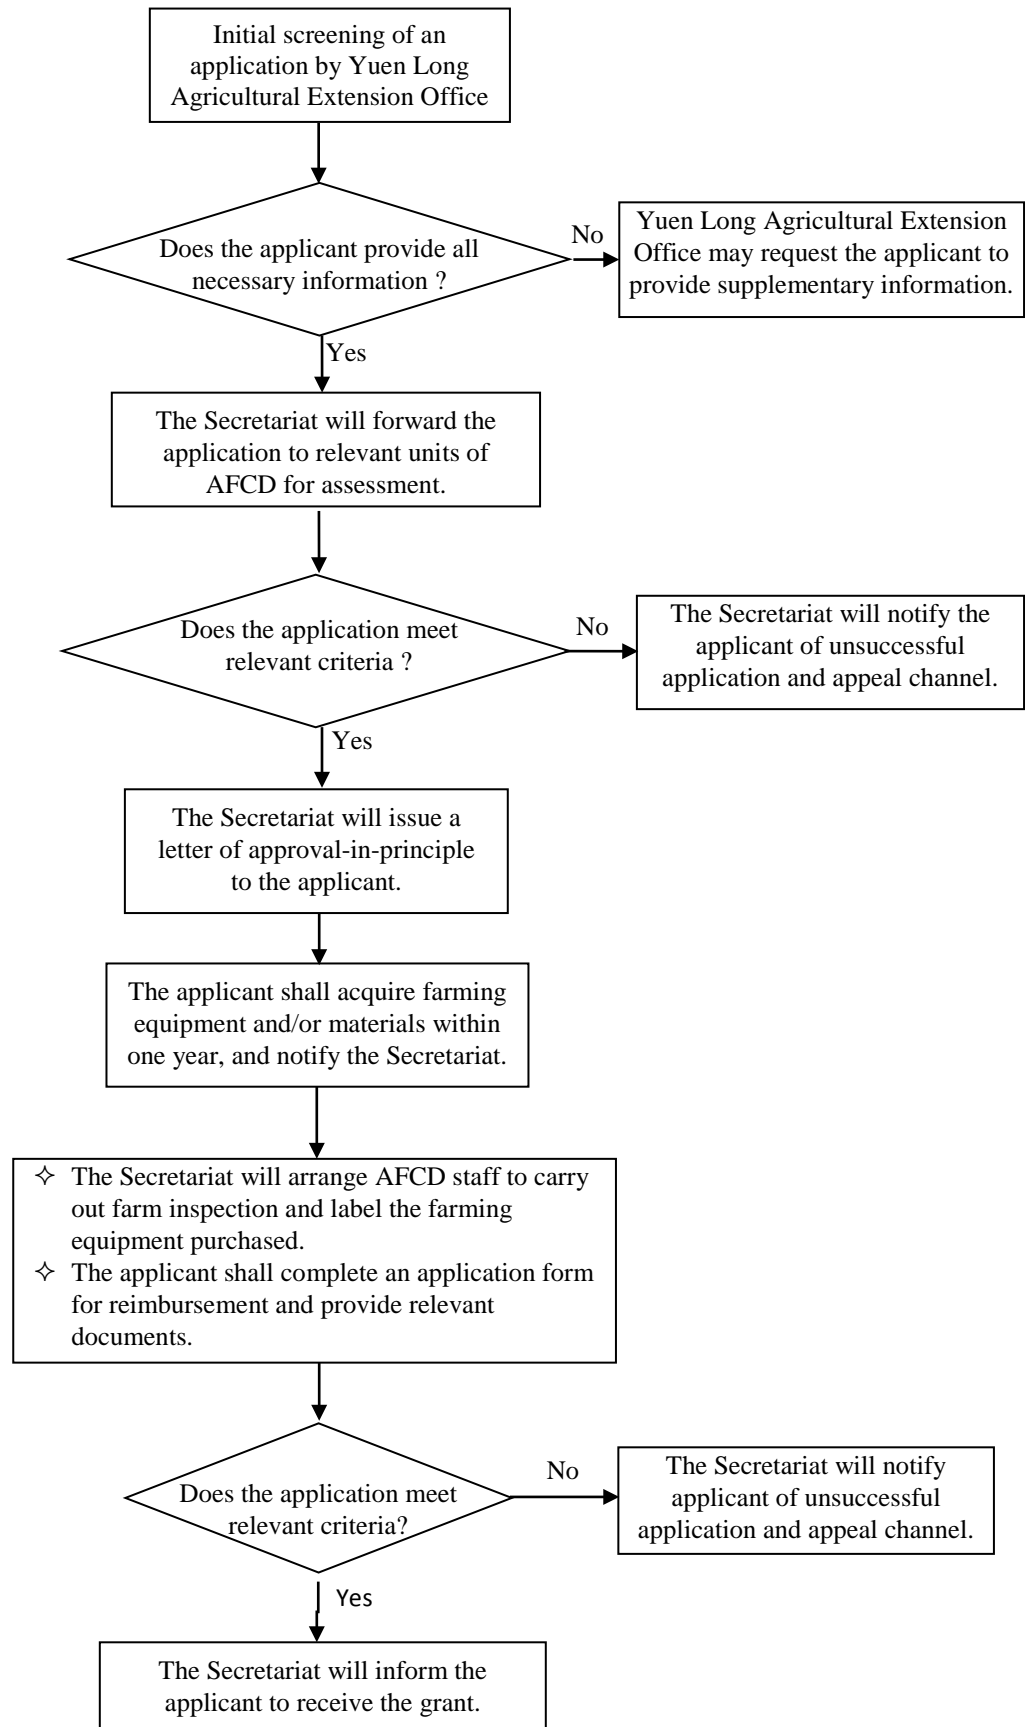 Initial screening of an
application by Yuen Long
Agricultural Extension Office
Does the applicant provide all
necessary information ?
No
Yuen Long Agricultural Extension
Office may request the applicant to
provide supplementary information.
Yes
The Secretariat will forward the
application to relevant units of
AFCD for assessment.
Does the application meet
relevant criteria ?
No
The Secretariat will notify the
applicant of unsuccessful
application and appeal channel.
Yes
The Secretariat will issue a
letter of approval-in-principle
to the applicant.
The applicant shall acquire farming
equipment and/or materials within
one year, and notify the Secretariat.
✧ The Secretariat will arrange AFCD staff to carry
out farm inspection and label the farming
equipment purchased.
✧ The applicant shall complete an application form
for reimbursement and provide relevant
documents.
Does the application meet
relevant criteria?
No
The Secretariat will notify
applicant of unsuccessful
application and appeal channel.
Yes
The Secretariat will inform the
applicant to receive the grant.